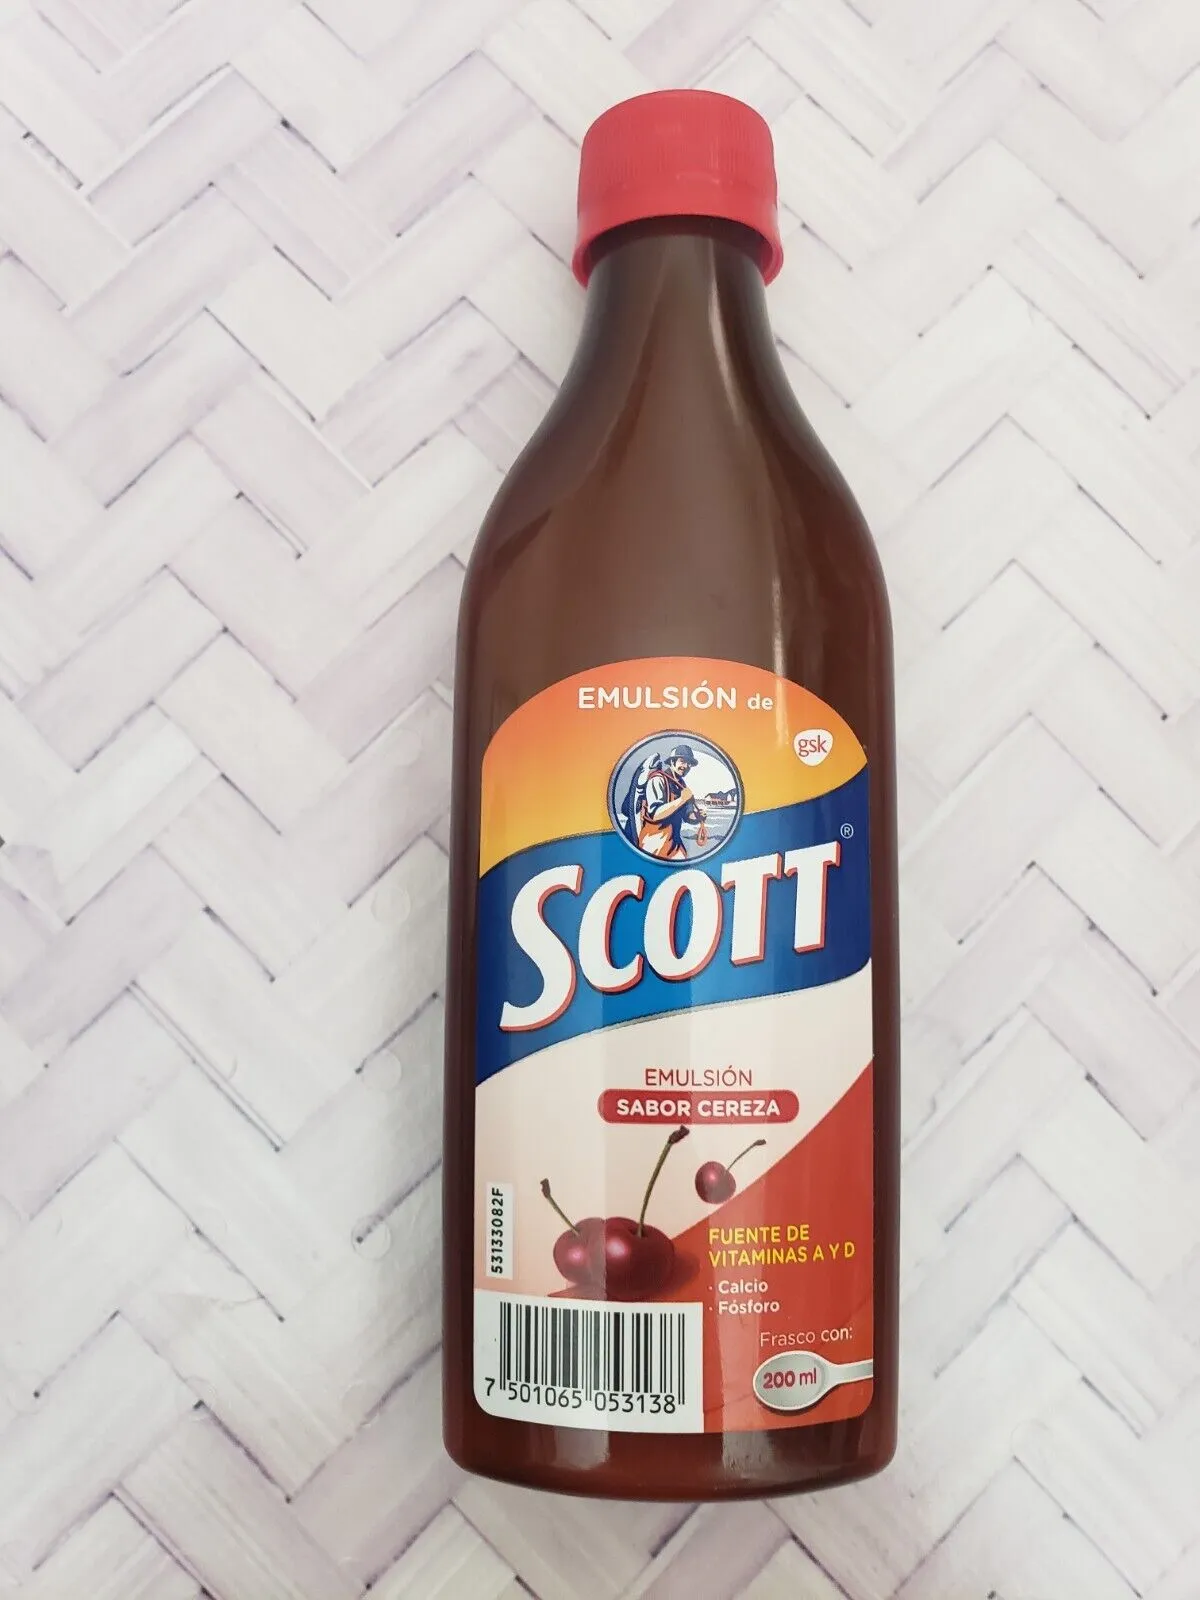 EMULSIÓN de
gsk
SCOTT®
EMULSIÓN
SABOR CEREZA
53133082F
FUENTE DE
VITAMINAS A Y D
· Calcio
· Fósforo
Frasco con:
200 ml
7 501065 053138